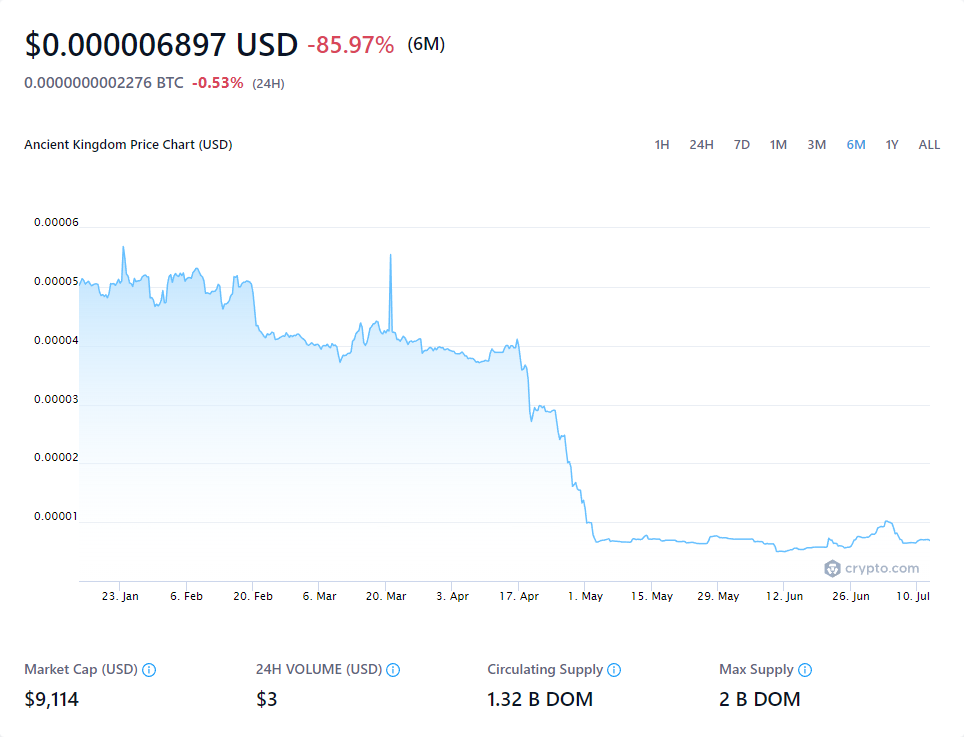 $0.000006897 USD -85.97% (6M)
0.0000000002276 BTC -0.53% (24H)
Ancient Kingdom Price Chart (USD) 1H 24H 7D 1M 3M 6M 1Y ALL
0.00006
0.00005
0.00004
0.00003
0.00002
0.00001
crypto.com
23. Jan 6. Feb 20. Feb 6. Mar 20. Mar 3. Apr 17. Apr 1. May 15. May 29. May 12. Jun 26. Jun 10. Jul
Market Cap (USD) 24H VOLUME (USD) Circulating Supply Max Supply
$9,114 $3 1.32 B DOM 2 B DOM